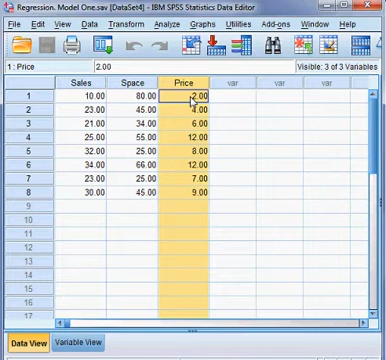 Regression. Model One.sav [DataSet4] - IBM SPSS Statistics Data Editor
File Edit View Data Transform Analyze Graphs Utilities Add-ons Window Help
1 : Price 2.00 Visible: 3 of 3 Variables
Sales Space Price var var var
1 10.00 80.00 2.00
2 23.00 45.00 4.00
3 21.00 34.00 6.00
4 25.00 55.00 12.00
5 32.00 25.00 8.00
6 34.00 66.00 12.00
7 23.00 25.00 7.00
8 30.00 45.00 9.00
9
10
11
12
13
14
15
16
17
Data View Variable View